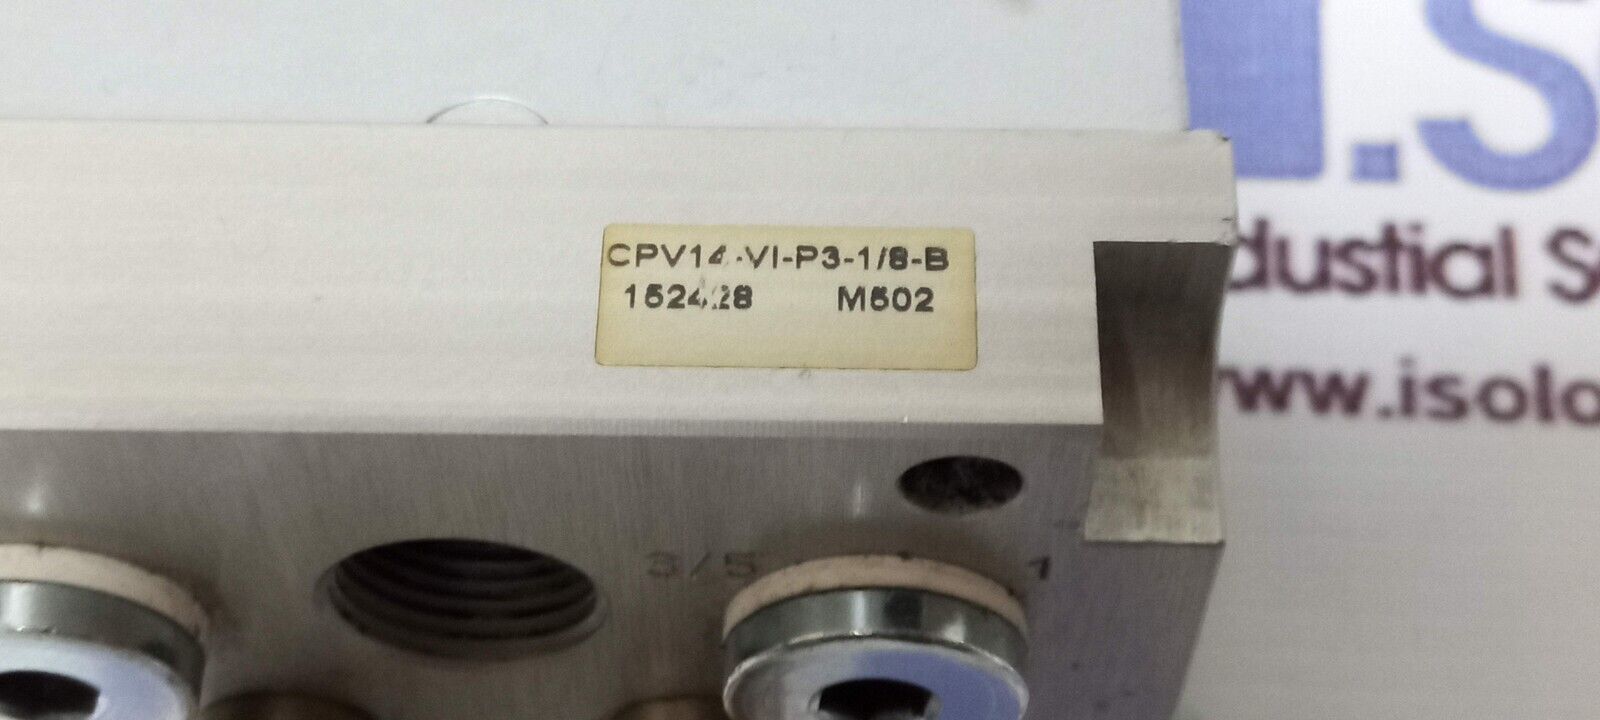 CPV14-VI-P3-1/8-B
152428 M502
3/5 1
.S
dustial S
www.isolo